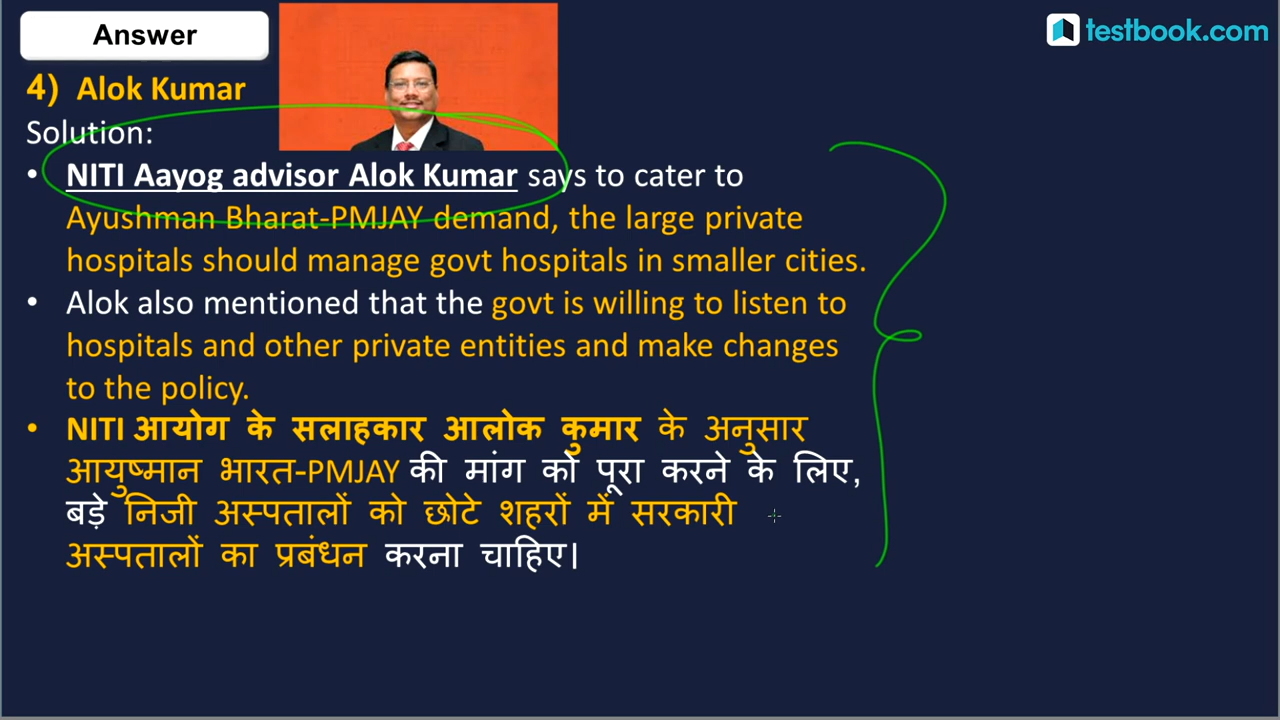 Answer
testbook.com
4) Alok Kumar
Solution:
• NITI Aayog advisor Alok Kumar says to cater to
Ayushman Bharat-PMJAY demand, the large private
hospitals should manage govt hospitals in smaller cities.
• Alok also mentioned that the govt is willing to listen to
hospitals and other private entities and make changes
to the policy.
• NITI आयोग के सलाहकार आलोक कुमार के अनुसार
आयुष्मान भारत-PMJAY की मांग को पूरा करने के लिए,
बड़े निजी अस्पतालों को छोटे शहरों में सरकारी
अस्पतालों का प्रबंधन करना चाहिए।